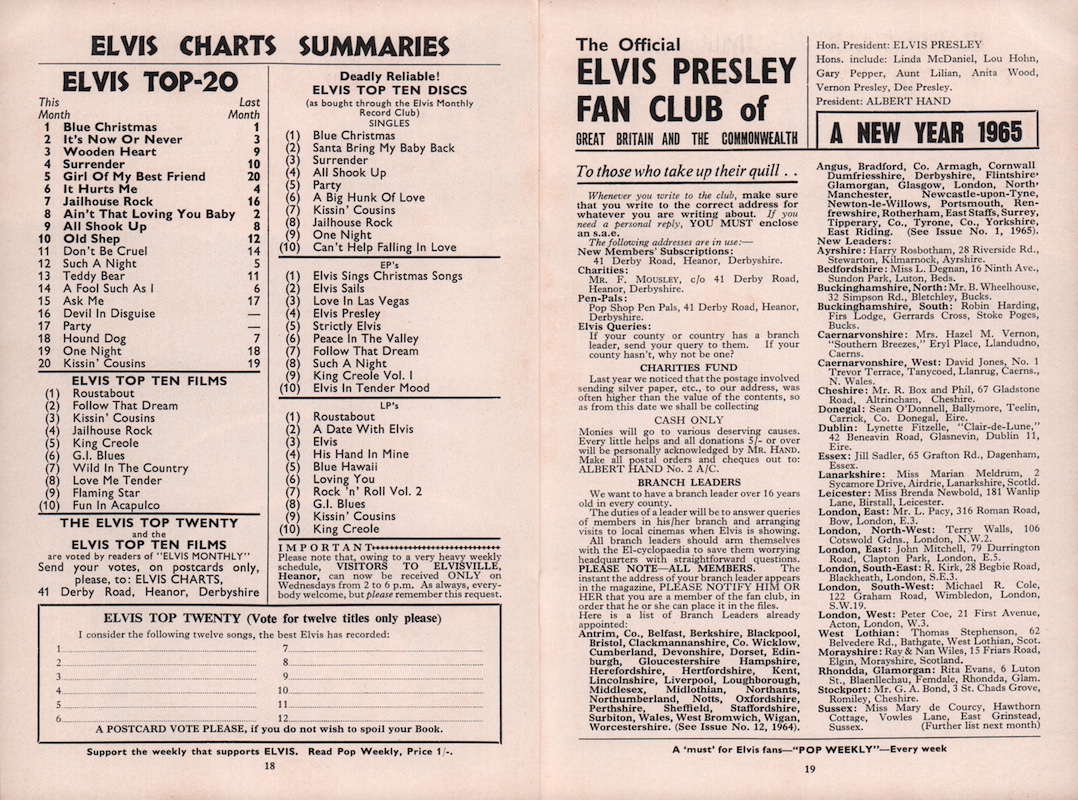 ELVIS CHARTS SUMMARIES
ELVIS TOP-20
This Last
Month Month
1 Blue Christmas 1
2 It's Now Or Never 3
3 Wooden Heart 9
4 Surrender 10
5 Girl Of My Best Friend 20
6 It Hurts Me 4
7 Jailhouse Rock 16
8 Ain't That Loving You Baby 2
9 All Shook Up 8
10 Old Shep 12
11 Don't Be Cruel 14
12 Such A Night 5
13 Teddy Bear 11
14 A Fool Such As I 6
15 Ask Me 17
16 Devil In Disguise —
17 Party —
18 Hound Dog 7
19 One Night 18
20 Kissin' Cousins 19
ELVIS TOP TEN FILMS
(1) Roustabout
(2) Follow That Dream
(3) Kissin' Cousins
(4) Jailhouse Rock
(5) King Creole
(6) G.I. Blues
(7) Wild In The Country
(8) Love Me Tender
(9) Flaming Star
(10) Fun In Acapulco
THE ELVIS TOP TWENTY
and the
ELVIS TOP TEN FILMS
are voted by readers of "ELVIS MONTHLY"
Send your votes, on postcards only,
please, to: ELVIS CHARTS,
41 Derby Road, Heanor, Derbyshire
Deadly Reliable!
ELVIS TOP TEN DISCS
(as bought through the Elvis Monthly
Record Club)
SINGLES
(1) Blue Christmas
(2) Santa Bring My Baby Back
(3) Surrender
(4) All Shook Up
(5) Party
(6) A Big Hunk Of Love
(7) Kissin' Cousins
(8) Jailhouse Rock
(9) One Night
(10) Can't Help Falling In Love
EP's
(1) Elvis Sings Christmas Songs
(2) Elvis Sails
(3) Love In Las Vegas
(4) Elvis Presley
(5) Strictly Elvis
(6) Peace In The Valley
(7) Follow That Dream
(8) Such A Night
(9) King Creole Vol. 1
(10) Elvis In Tender Mood
LP's
(1) Roustabout
(2) A Date With Elvis
(3) Elvis
(4) His Hand In Mine
(5) Blue Hawaii
(6) Loving You
(7) Rock 'n' Roll Vol. 2
(8) G.I. Blues
(9) Kissin' Cousins
(10) King Creole
IMPORTANT
Please note that, owing to a very heavy weekly
schedule, VISITORS TO ELVISVILLE,
Heanor, can now be received ONLY on
Wednesdays from 2 to 6 p.m. As always, every-
body welcome, but please remember this request.
ELVIS TOP TWENTY (Vote for twelve titles only please)
I consider the following twelve songs, the best Elvis has recorded:
1 7
2 8
3 9
4 10
5 11
6 12
A POSTCARD VOTE PLEASE, if you do not wish to spoil your Book.
Support the weekly that supports ELVIS. Read Pop Weekly, Price 1/-.
18
The Official
ELVIS PRESLEY
FAN CLUB of
GREAT BRITAIN AND THE COMMONWEALTH
Hon. President: ELVIS PRESLEY
Hons. include: Linda McDaniel, Lou Hohn,
Gary Pepper, Aunt Lilian, Anita Wood,
Vernon Presley, Dee Presley.
President: ALBERT HAND
A NEW YEAR 1965
To those who take up their quill . .
Whenever you write to the club, make sure
that you write to the correct address for
whatever you are writing about. If you
need a personal reply, YOU MUST enclose
an s.a.e.
The following addresses are in use:—
New Members' Subscriptions:
41 Derby Road, Heanor, Derbyshire.
Charities:
MR. F. MOUSLEY, c/o 41 Derby Road,
Heanor, Derbyshire.
Pen-Pals:
Pop Shop Pen Pals, 41 Derby Road, Heanor,
Derbyshire.
Elvis Queries:
If your county or country has a branch
leader, send your query to them. If your
county hasn't, why not be one?
CHARITIES FUND
Last year we noticed that the postage involved
sending silver paper, etc., to our address, was
often higher than the value of the contents, so
as from this date we shall be collecting
CASH ONLY
Monies will go to various deserving causes.
Every little helps and all donations 5/- or over
will be personally acknowledged by MR. HAND.
Make all postal orders and cheques out to:
ALBERT HAND No. 2 A/C.
BRANCH LEADERS
We want to have a branch leader over 16 years
old in every county.
The duties of a leader will be to answer queries
of members in his/her branch and arranging
visits to local cinemas when Elvis is showing.
All branch leaders should arm themselves
with the El-cyclopaedia to save them worrying
headquarters with straightforward questions.
PLEASE NOTE—ALL MEMBERS. The
instant the address of your branch leader appears
in the magazine, PLEASE NOTIFY HIM OR
HER that you are a member of the fan club, in
order that he or she can place it in the files.
Here is a list of Branch Leaders already
appointed:
Antrim, Co., Belfast, Berkshire, Blackpool,
Bristol, Clackmannanshire, Co. Wicklow,
Cumberland, Devonshire, Dorset, Edin-
burgh, Gloucestershire Hampshire,
Herefordshire, Hertfordshire, Kent,
Lincolnshire, Liverpool, Loughborough,
Middlesex, Midlothian, Northants,
Northumberland, Notts, Oxfordshire,
Perthshire, Sheffield, Staffordshire,
Surbiton, Wales, West Bromwich, Wigan,
Worcestershire. (See Issue No. 12, 1964).
Angus, Bradford, Co. Armagh, Cornwall
Dumfriesshire, Derbyshire, Flintshire,
Glamorgan, Glasgow, London, North
Manchester, Newcastle-upon-Tyne,
Newton-le-Willows, Portsmouth, Ren-
frewshire, Rotherham, East Staffs, Surrey,
Tipperary, Co., Tyrone, Co., Yorkshire,
East Riding. (See Issue No. 1, 1965).
New Leaders:
Ayrshire: Harry Rosbotham, 28 Riverside Rd.,
Stewarton, Kilmarnock, Ayrshire.
Bedfordshire: Miss L. Degnan, 16 Ninth Ave.,
Sundon Park, Luton, Beds.
Buckinghamshire, North: Mr. B. Wheelhouse,
32 Simpson Rd., Bletchley, Bucks.
Buckinghamshire, South: Robin Harding,
Firs Lodge, Gerrards Cross, Stoke Poges,
Bucks.
Caernarvonshire: Mrs. Hazel M. Vernon,
"Southern Breezes," Eryl Place, Llandudno,
Caerns.
Caernarvonshire, West: David Jones, No. 1
Trevor Terrace, Tanycoed, Llanrug, Caerns.,
N. Wales.
Cheshire: Mr. R. Box and Phil, 67 Gladstone
Road, Altrincham, Cheshire.
Donegal: Sean O'Donnell, Ballymore, Teelin,
Carrick, Co. Donegal, Eire.
Dublin: Lynette Fitzelle, "Clair-de-Lune,"
42 Beneavin Road, Glasnevin, Dublin 11,
Eire.
Essex: Jill Sadler, 65 Grafton Rd., Dagenham,
Essex.
Lanarkshire: Miss Marian Meldrum, 2
Sycamore Drive, Airdrie, Lanarkshire, Scotld.
Leicester: Miss Brenda Newbold, 181 Wanlip
Lane, Birstall, Leicester.
London, East: Mr. L. Pacy, 316 Roman Road,
Bow, London, E.3.
London, North-West: Terry Walls, 106
Cotswold Gdns., London, N.W.2.
London, East: John Mitchell, 79 Durrington
Road, Clapton Park, London, E.5.
London, South-East: R. Kirk, 28 Begbie Road,
Blackheath, London, S.E.3.
London, South-West: Michael R. Cole,
122 Graham Road, Wimbledon, London,
S.W.19.
London, West: Peter Coe, 21 First Avenue,
Acton, London, W.3.
West Lothian: Thomas Stephenson, 62
Belvedere Rd., Bathgate, West Lothian, Scot.
Morayshire: Ray & Nan Wiles, 15 Friars Road,
Elgin, Morayshire, Scotland.
Rhondda, Glamorgan: Rita Evans, 6 Luton
St., Blaenllechau, Ferndale, Rhondda, Glam.
Stockport: Mr. G. A. Bond, 3 St. Chads Grove,
Romiley, Cheshire.
Sussex: Miss Mary de Courcy, Hawthorn
Cottage, Vowles Lane, East Grinstead,
Sussex. (Further list next month)
A 'must' for Elvis fans—"POP WEEKLY"—Every week
19